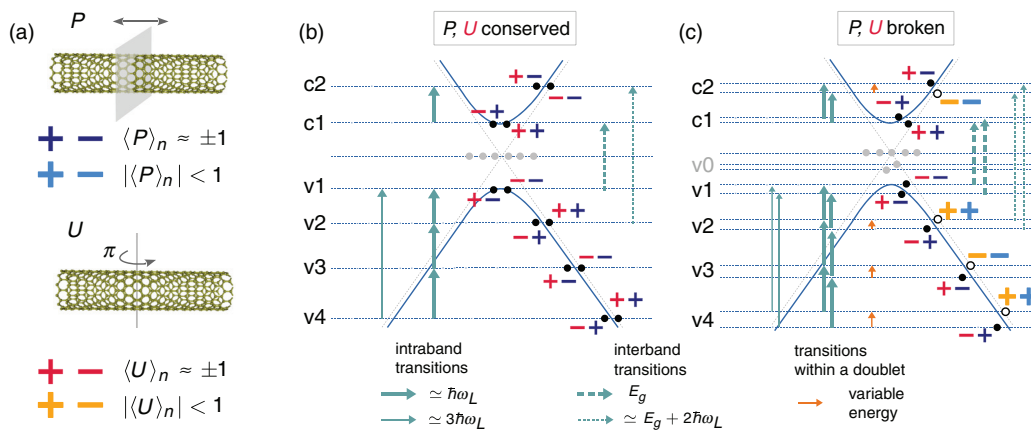 (a)
P
⟨P⟩n ≈ ±1
|⟨P⟩n| < 1
U
π
⟨U⟩n ≈ ±1
|⟨U⟩n| < 1
(b)
P, U conserved
c2
c1
v1
v2
v3
v4
(c)
P, U broken
c2
c1
v0
v1
v2
v3
v4
intraband
transitions
≃ ℏωL
≃ 3ℏωL
interband
transitions
Eg
≃ Eg + 2ℏωL
transitions
within a doublet
variable
energy